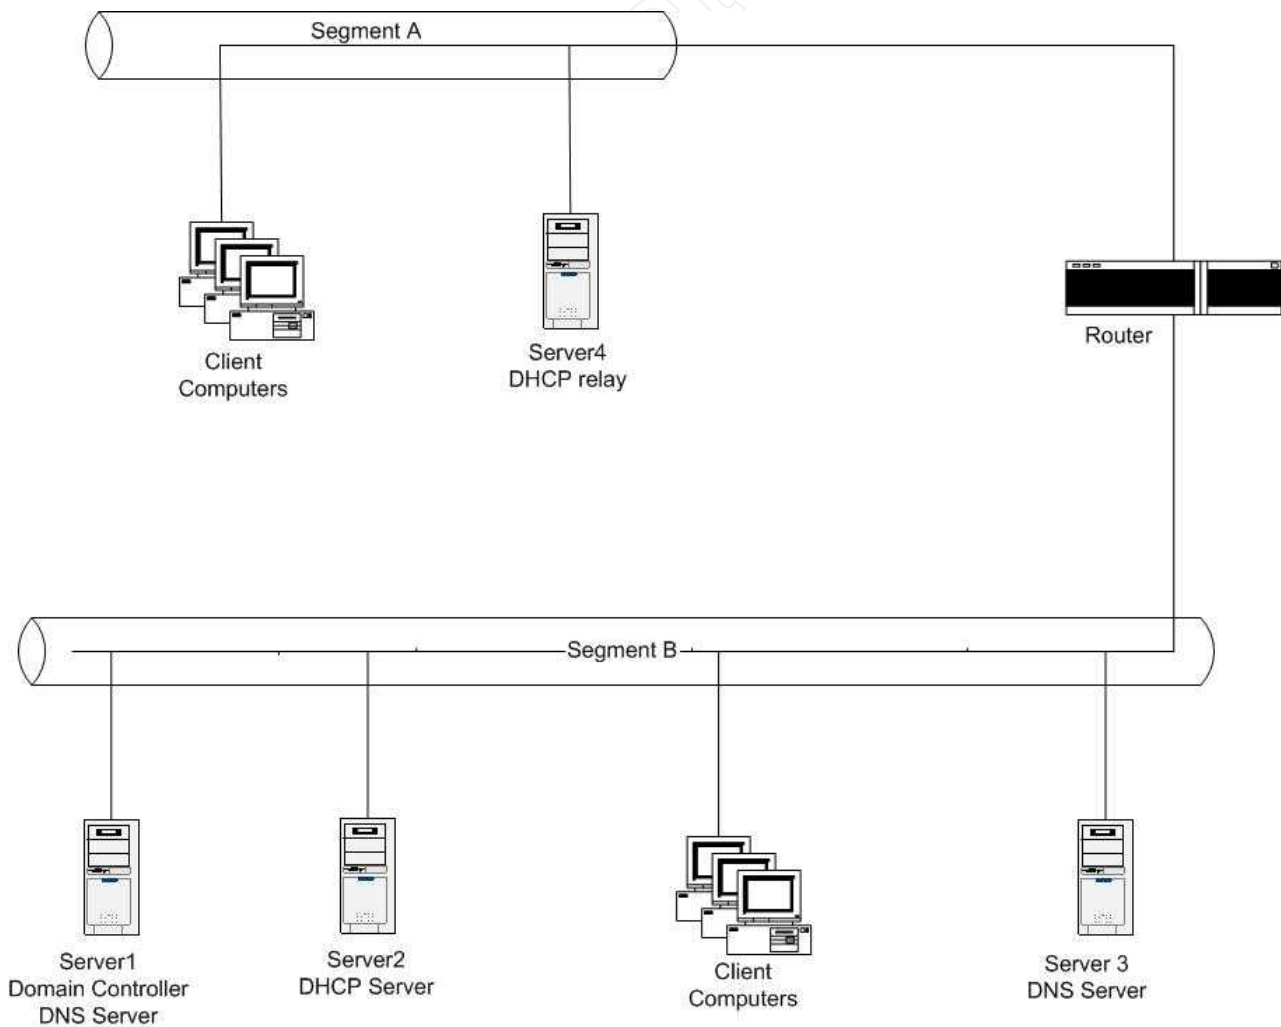 Segment A
Client
Computers
Server4
DHCP relay
Router
Segment B
Server1
Domain Controller
DNS Server
Server2
DHCP Server
Client
Computers
Server 3
DNS Server